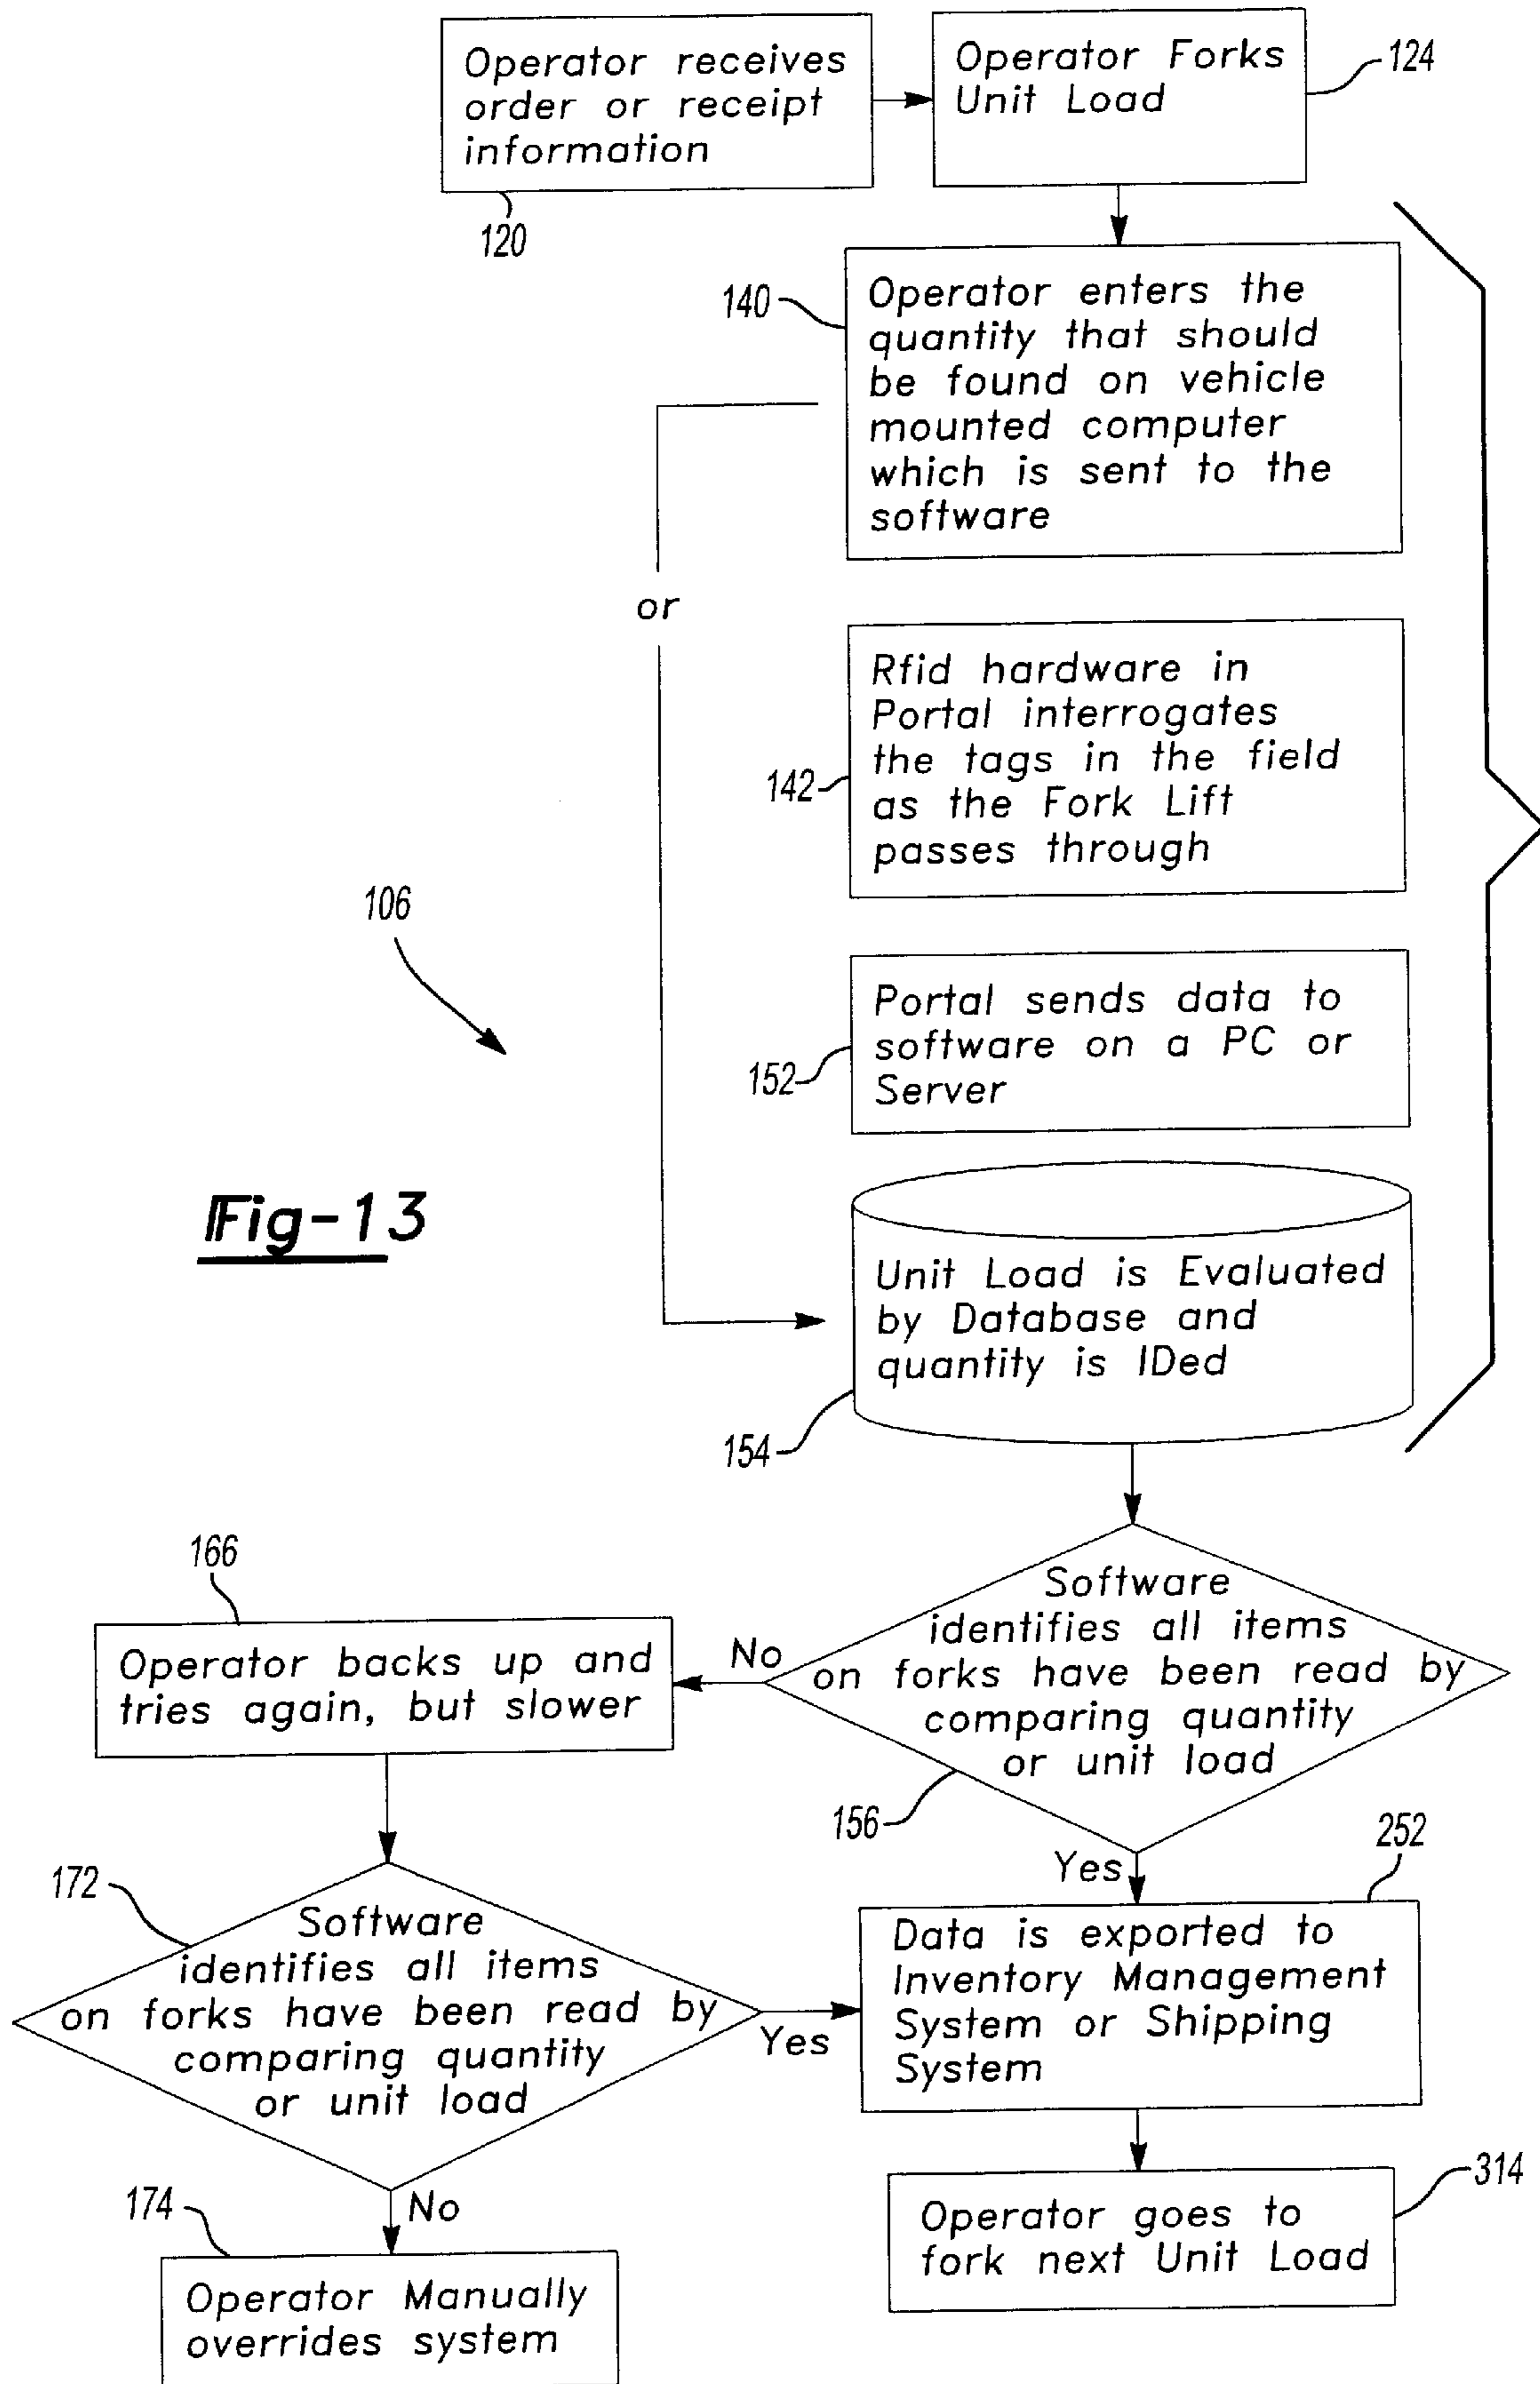 Operator receives
order or receipt
information
120
Operator Forks
Unit Load
124
140
Operator enters the
quantity that should
be found on vehicle
mounted computer
which is sent to the
software
or
Rfid hardware in
Portal interrogates
the tags in the field
as the Fork Lift
passes through
142
106
Portal sends data to
software on a PC or
Server
152
Fig-13
Unit Load is Evaluated
by Database and
quantity is IDed
154
Software
identifies all items
on forks have been read by
comparing quantity
or unit load
156
No
166
Operator backs up and
tries again, but slower
Yes
252
172
Software
identifies all items
on forks have been read by
comparing quantity
or unit load
Yes
Data is exported to
Inventory Management
System or Shipping
System
No
174
Operator Manually
overrides system
Operator goes to
fork next Unit Load
314